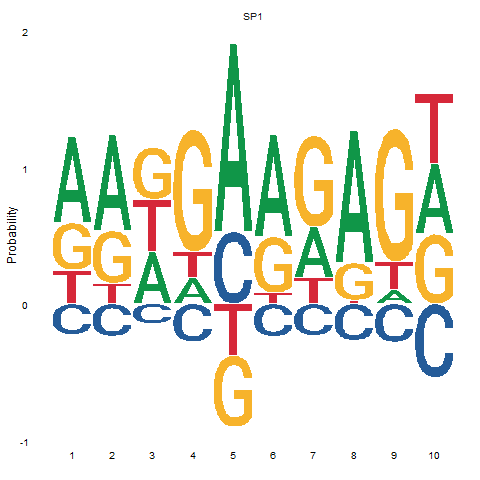 SP1
2
1
0
-1
Probability
A A G G A A G A G T
G G T T C G A G T A
T T A A T T T T A G
C C C C G C C C C C
1 2 3 4 5 6 7 8 9 10